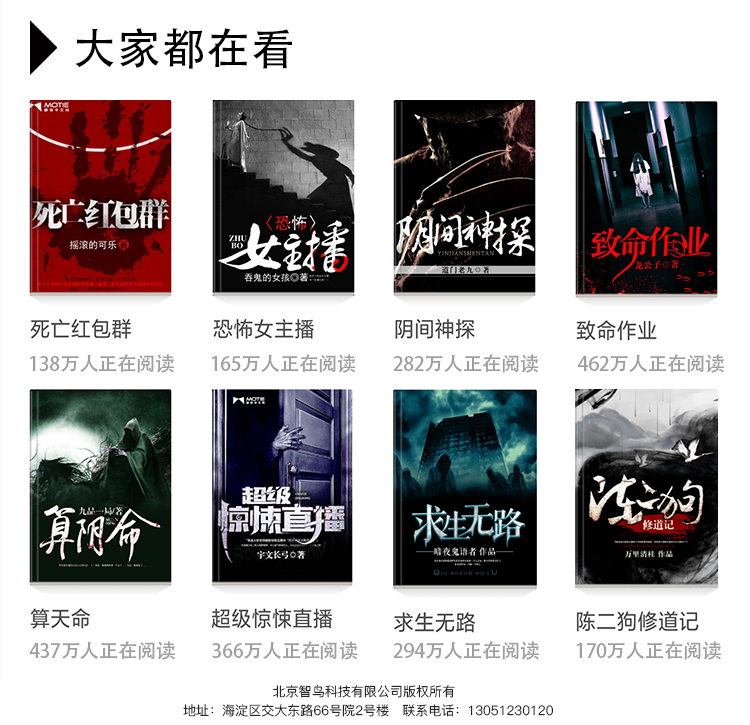 大家都在看
MOTIE
死亡红包群
摇滚的可乐 著
〈恐怖〉
ZHU
BO
女主播
吞鬼的女孩◎著
阴间神探
YINJIANSHENTAN
道门老九◎著
致命作业
龙公子◎著
死亡红包群
138万人正在阅读
恐怖女主播
165万人正在阅读
阴间神探
282万人正在阅读
致命作业
462万人正在阅读
九品一局/著
算阴命
MOTIE
超级
惊悚直播
宇文长弓◎著
求生无路
暗夜鬼语者 作品
QIU SHENG WU LU
陈二狗
修道记
万里清桂 作品
算天命
437万人正在阅读
超级惊悚直播
366万人正在阅读
求生无路
294万人正在阅读
陈二狗修道记
170万人正在阅读
北京智鸟科技有限公司版权所有
地址：海淀区交大东路66号院2号楼 联系电话：13051230120